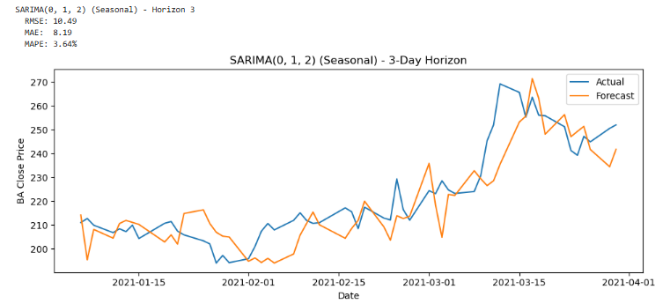 SARIMA(0, 1, 2) (Seasonal) - Horizon 3
RMSE: 10.49
MAE: 8.19
MAPE: 3.64%
SARIMA(0, 1, 2) (Seasonal) - 3-Day Horizon
Actual
Forecast
270
260
250
240
230
220
210
200
BA Close Price
2021-01-15
2021-02-01
2021-02-15
2021-03-01
2021-03-15
2021-04-01
Date